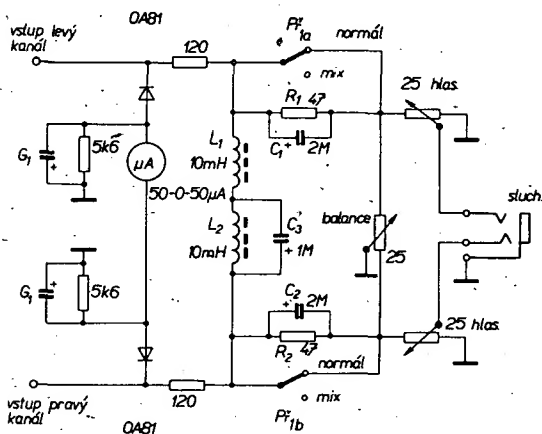 OA81
vstup levý
kanál
120
Př1a
normál
mix
R1 47
C1 + 2M
25 hlas.
G1
+
5k6
μA
50-0-50μA
L1
10mH
L2
10mH
C3
+ 1M
balance
25
sluch.
G1
+
5k6
C2
+ 2M
R2 47
25 hlas.
normál
mix
Př1b
120
vstup pravý
kanál
OA81